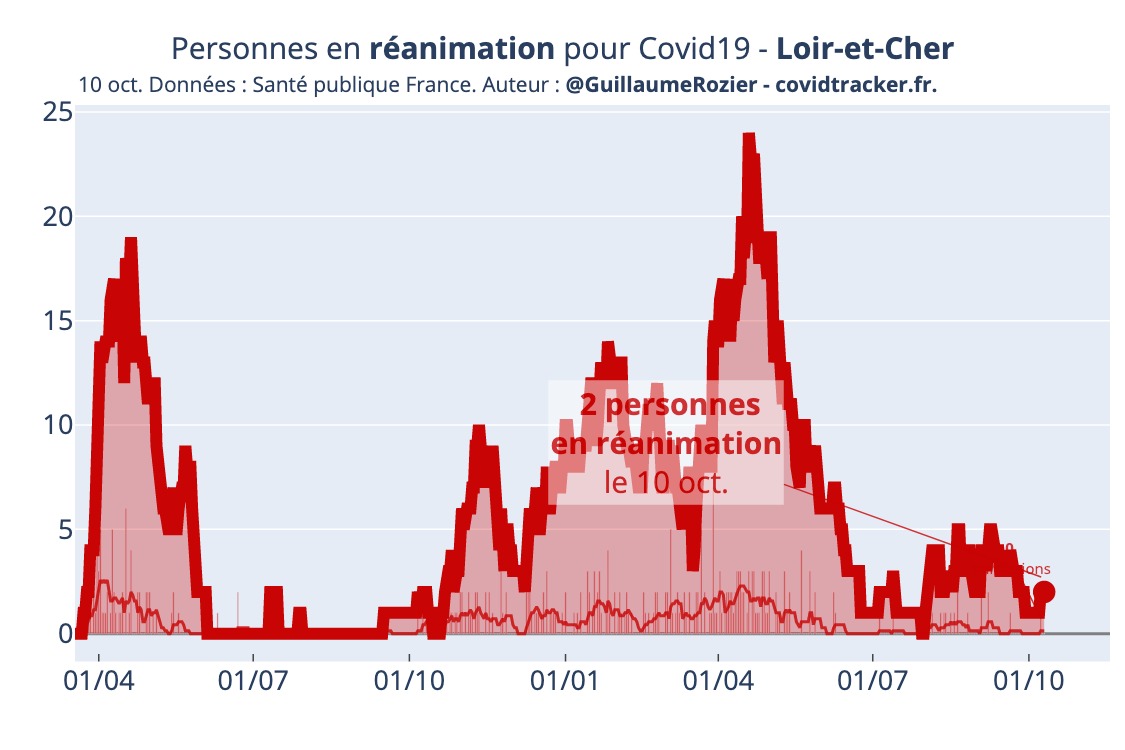 Personnes en réanimation pour Covid19 - Loir-et-Cher
10 oct. Données : Santé publique France. Auteur : @GuillaumeRozier - covidtracker.fr.
25
20
15
10
5
0
2 personnes
en réanimation
le 10 oct.
01/04
01/07
01/10
01/01
01/04
01/07
01/10